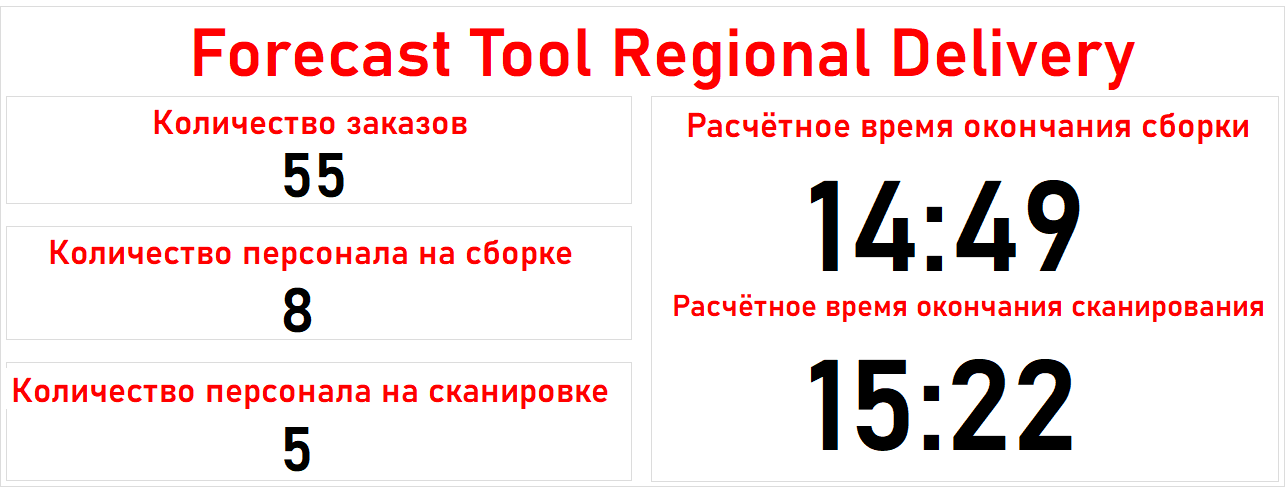 Forecast Tool Regional Delivery
Количество заказов
55
Количество персонала на сборке
8
Количество персонала на сканировке
5
Расчётное время окончания сборки
14:49
Расчётное время окончания сканирования
15:22